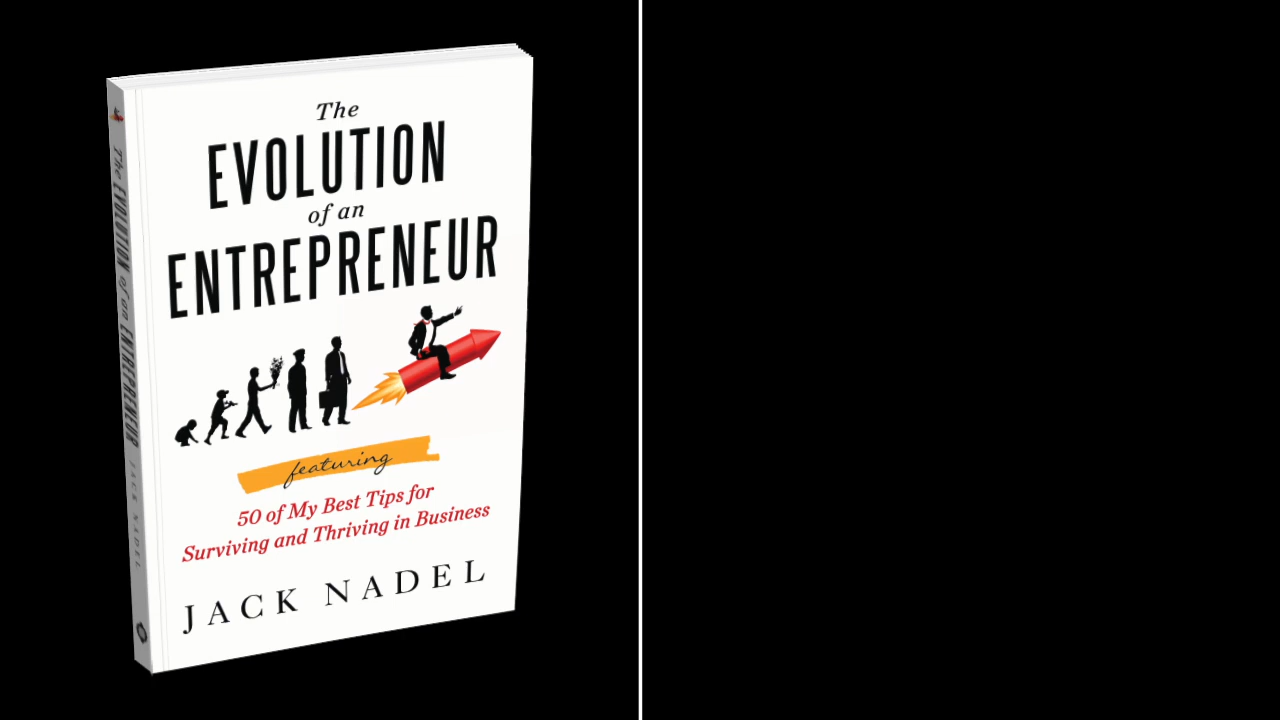 The
EVOLUTION
of an
ENTREPRENEUR
featuring
50 of My Best Tips for
Surviving and Thriving in Business
JACK NADEL
The EVOLUTION of an ENTREPRENEUR JACK NADEL